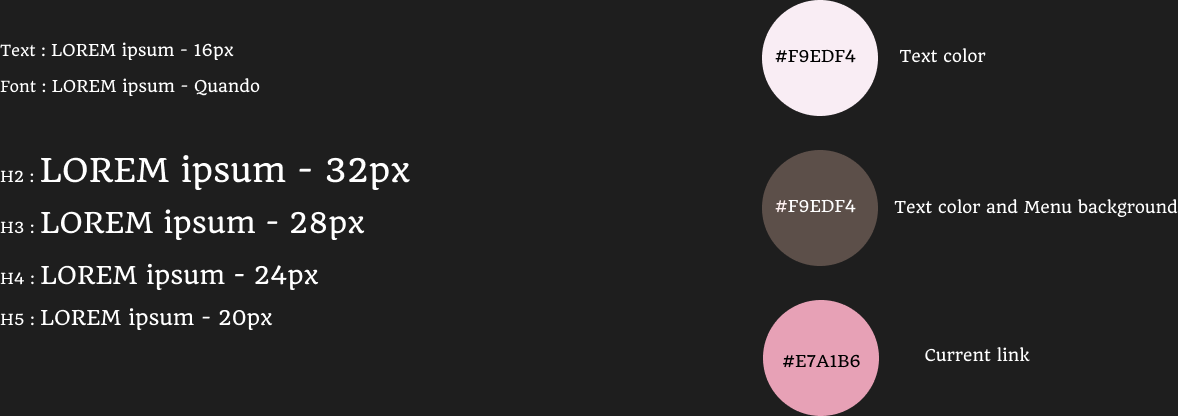 Text : LOREM ipsum - 16px
Font : LOREM ipsum - Quando
H2 : LOREM ipsum - 32px
H3 : LOREM ipsum - 28px
H4 : LOREM ipsum - 24px
H5 : LOREM ipsum - 20px
#F9EDF4 Text color
#F9EDF4 Text color and Menu background
#E7A1B6 Current link